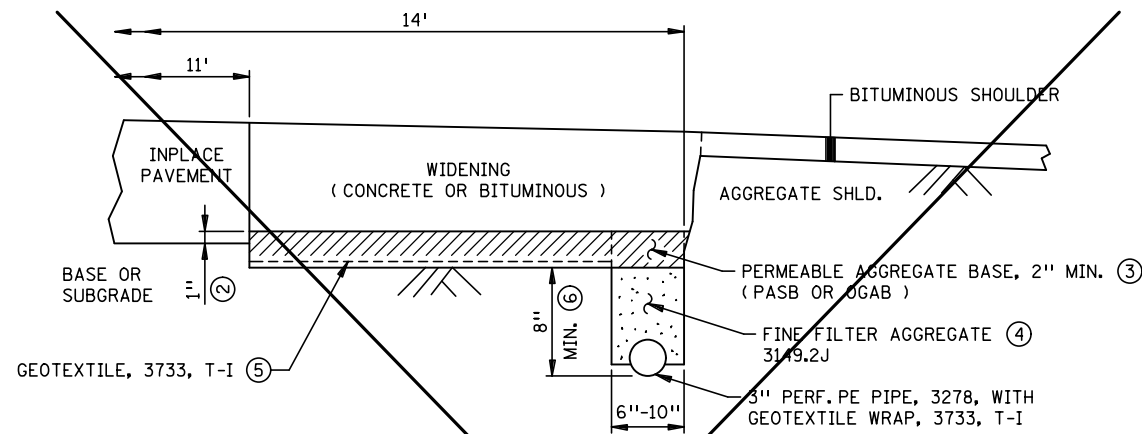 14'
11'
BITUMINOUS SHOULDER
INPLACE
PAVEMENT
WIDENING
( CONCRETE OR BITUMINOUS )
AGGREGATE SHLD.
BASE OR
SUBGRADE
1" 2
PERMEABLE AGGREGATE BASE, 2" MIN. 3
( PASB OR OGAB )
8"
MIN. 6
FINE FILTER AGGREGATE 4
3149.2J
GEOTEXTILE, 3733, T-I 5
3" PERF. PE PIPE, 3278, WITH
GEOTEXTILE WRAP, 3733, T-I
6"-10"